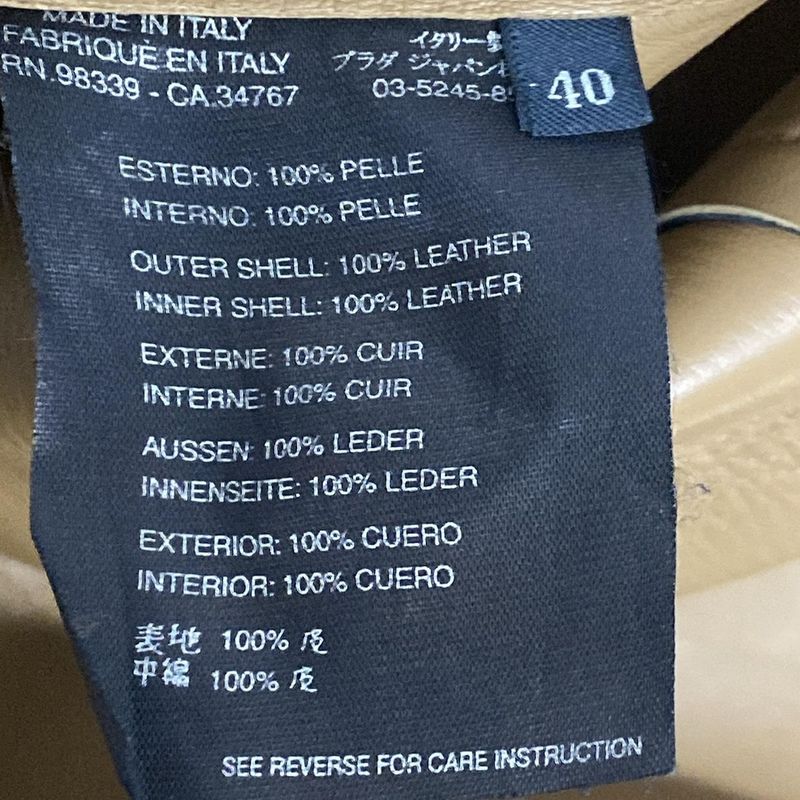 MADE IN ITALY
FABRIQUÉ EN ITALY
RN.98339 - CA.34767
イタリー製
プラダ ジャパン
03-5245-8
40
ESTERNO: 100% PELLE
INTERNO: 100% PELLE
OUTER SHELL: 100% LEATHER
INNER SHELL: 100% LEATHER
EXTERNE: 100% CUIR
INTERNE: 100% CUIR
AUSSEN: 100% LEDER
INNENSEITE: 100% LEDER
EXTERIOR: 100% CUERO
INTERIOR: 100% CUERO
表地 100% 皮
中綿 100% 皮
SEE REVERSE FOR CARE INSTRUCTION